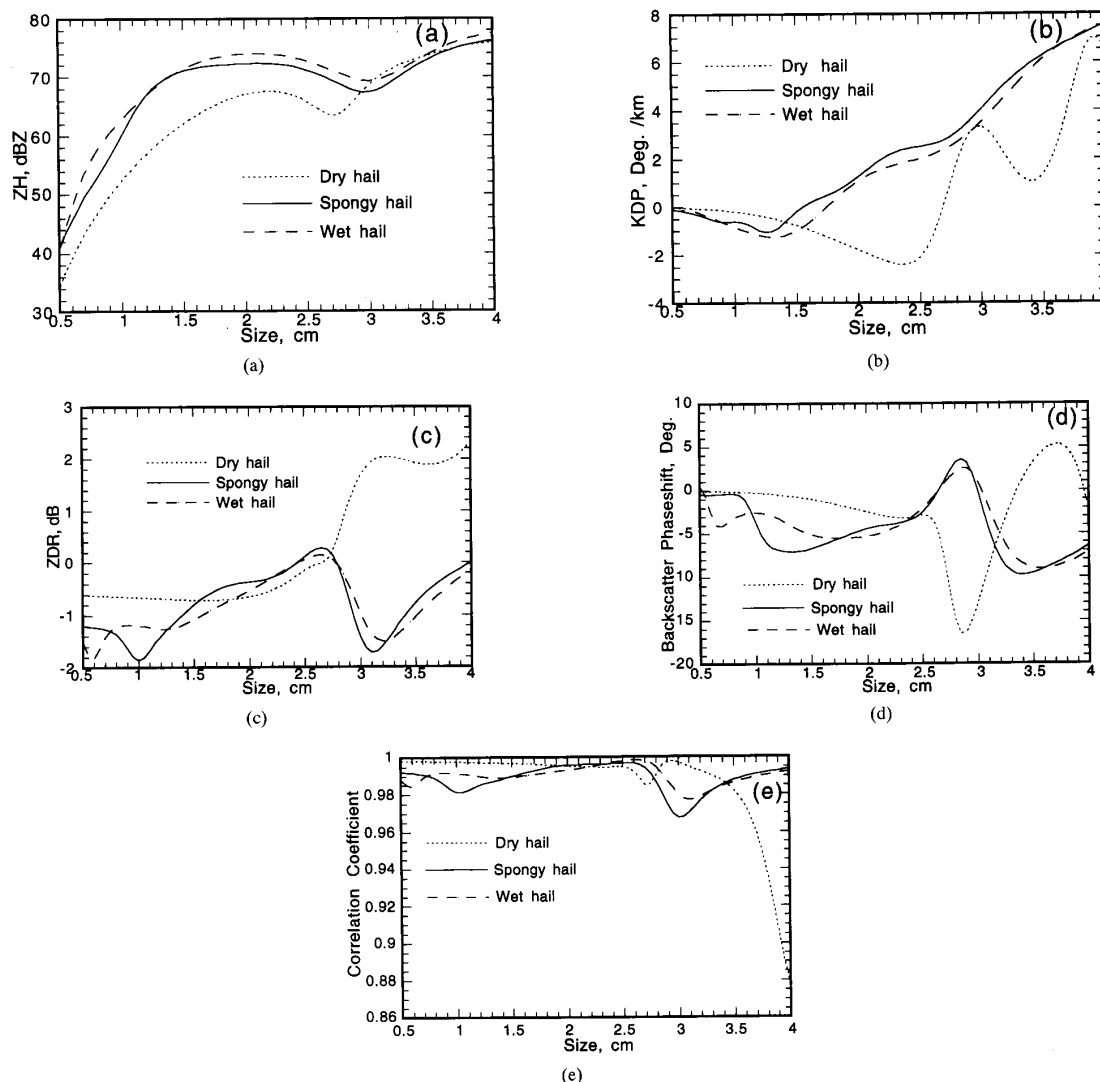 80
70
60
50
40
30
ZH, dBZ
(a)
Dry hail
Spongy hail
Wet hail
0.5 1 1.5 2 2.5 3 3.5 4
Size, cm
(a)
8
6
4
2
0
-2
-4
KDP, Deg. /km
(b)
Dry hail
Spongy hail
Wet hail
0.5 1 1.5 2 2.5 3 3.5
Size, cm
(b)
3
2
1
0
-1
-2
ZDR, dB
(c)
Dry hail
Spongy hail
Wet hail
0.5 1 1.5 2 2.5 3 3.5 4
Size, cm
(c)
10
5
0
-5
-10
-15
-20
Backscatter Phaseshift, Deg.
(d)
Dry hail
Spongy hail
Wet hail
0.5 1 1.5 2 2.5 3 3.5 4
Size, cm
(d)
1
0.98
0.96
0.94
0.92
0.9
0.88
0.86
Correlation Coefficient
(e)
Dry hail
Spongy hail
Wet hail
0.5 1 1.5 2 2.5 3 3.5 4
Size, cm
(e)